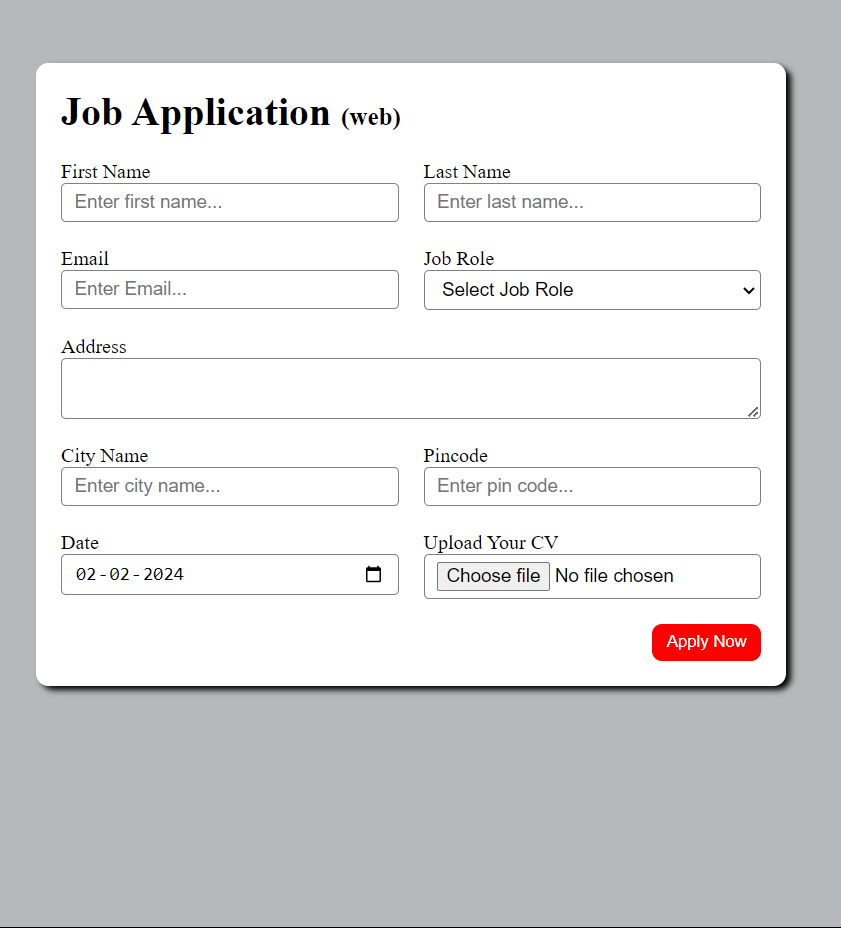 Job Application (web)
First Name Last Name
Enter first name... Enter last name...
Email Job Role
Enter Email... Select Job Role
Address
City Name Pincode
Enter city name... Enter pin code...
Date Upload Your CV
02-02-2024 Choose file No file chosen
Apply Now